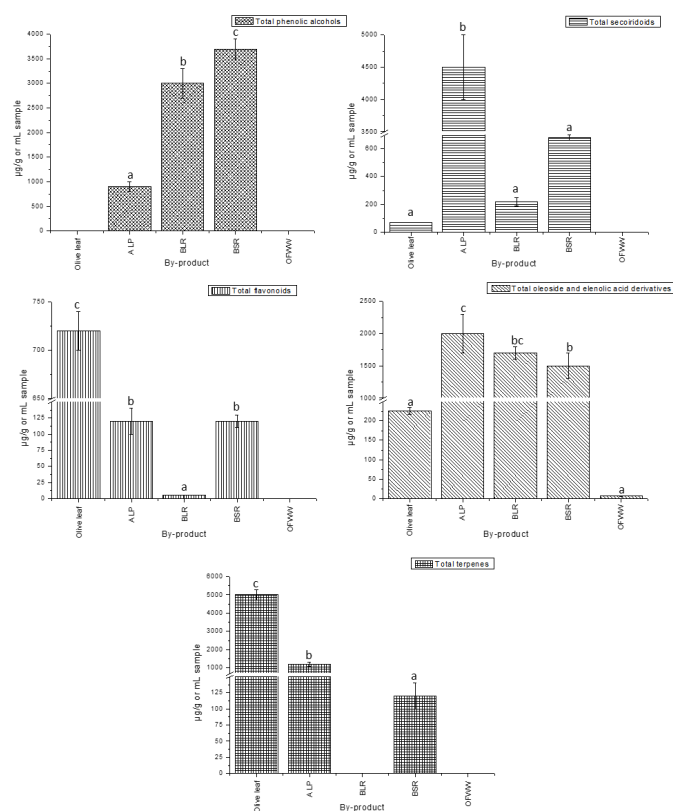 Total phenolic alcohols
4000
3500
3000
2500
2000
1500
1000
500
0
µg/g or mL sample
a
b
c
Olive leaf
ALP
BLR
BSR
OFWW
By-product
Total secoiridoids
5000
4500
4000
3500
600
400
200
0
µg/g or mL sample
a
b
a
a
Olive leaf
ALP
BLR
BSR
OFWW
By-product
Total flavonoids
750
700
650
125
100
75
50
25
0
µg/g or mL sample
c
b
a
b
Olive leaf
ALP
BLR
BSR
OFWW
By-product
Total oleoside and elenolic acid derivatives
2500
2000
1500
1000
200
150
100
50
0
µg/g or mL sample
a
c
bc
b
a
Olive leaf
ALP
BLR
BSR
OFWW
By-product
Total terpenes
6000
5000
4000
3000
2000
1000
125
100
75
50
25
0
µg/g or mL sample
c
b
a
Olive leaf
ALP
BLR
BSR
OFWW
By-product